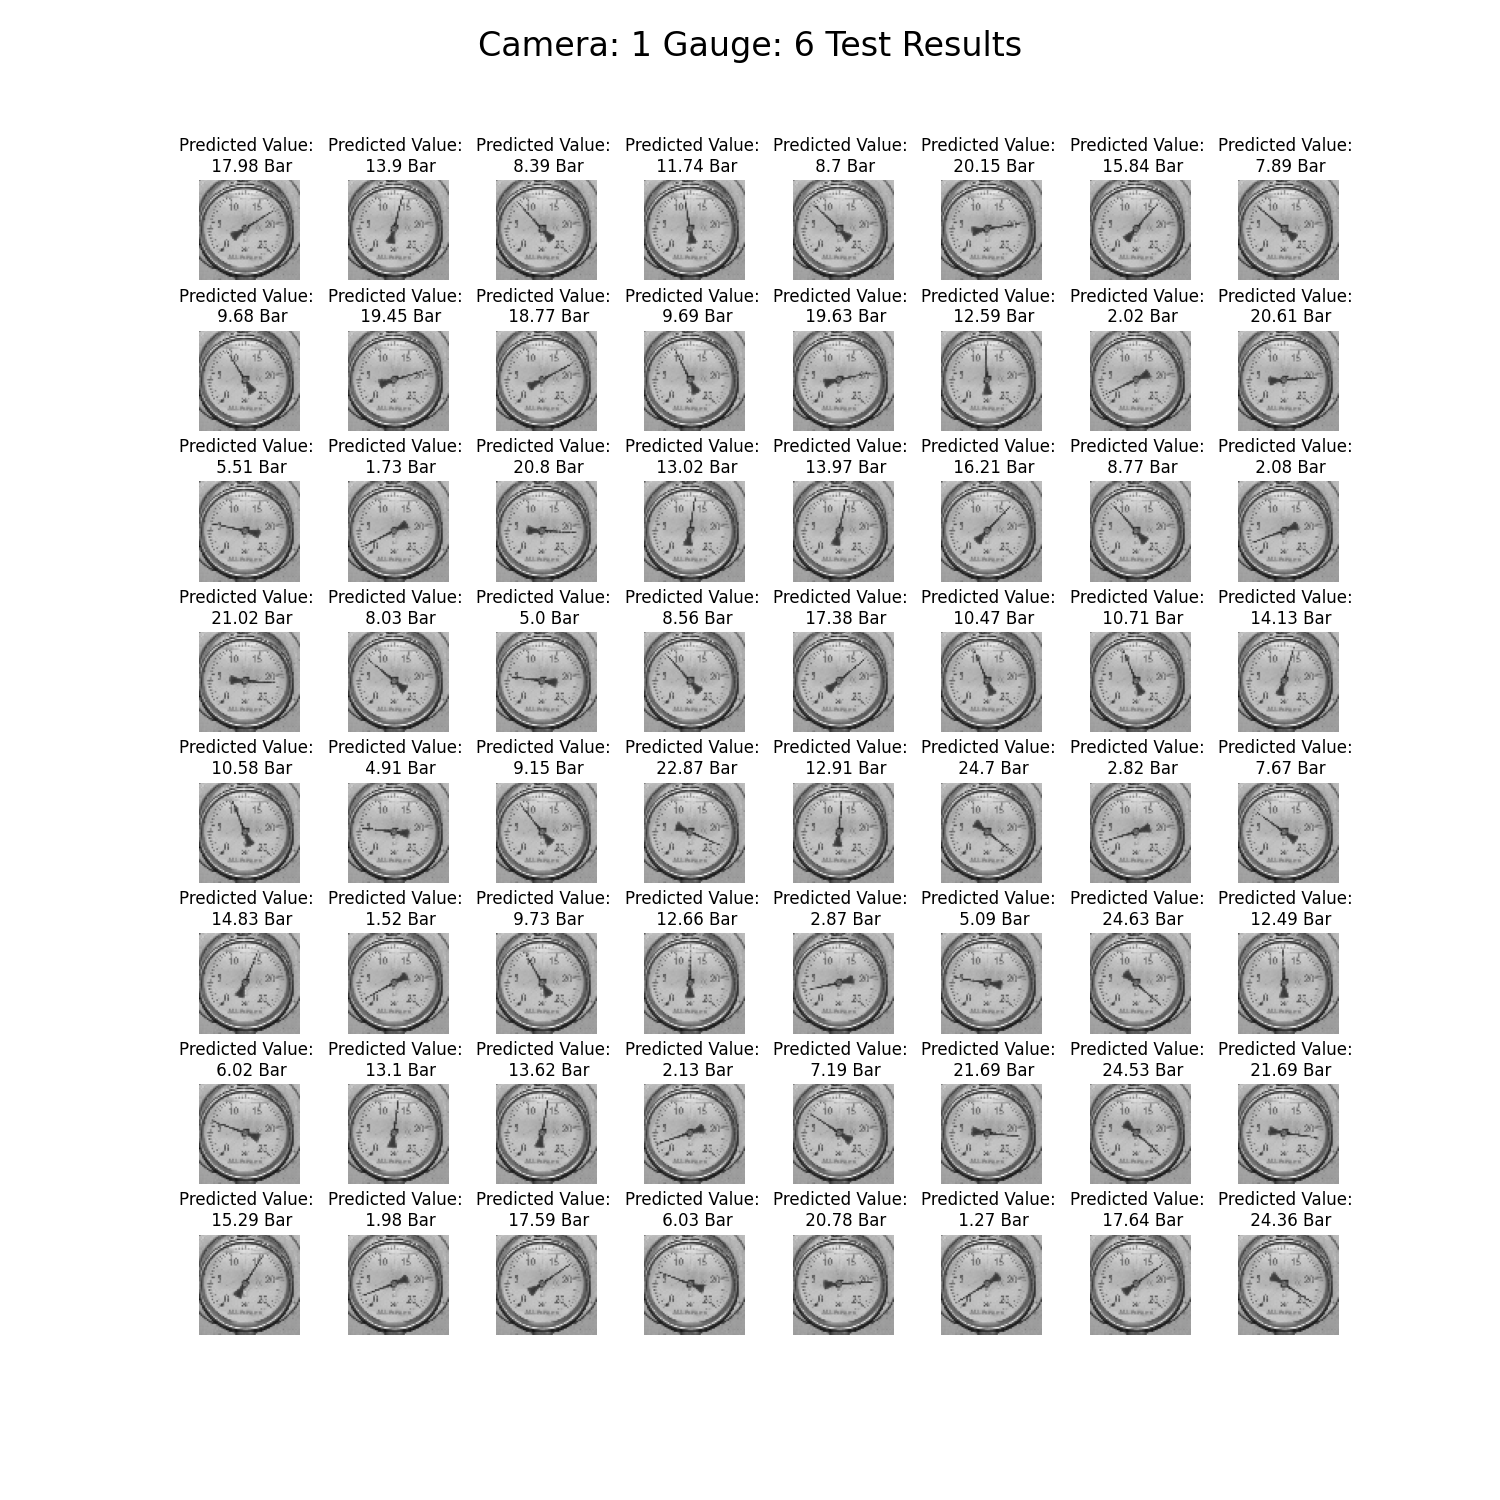 Camera: 1 Gauge: 6 Test Results
Predicted Value: Predicted Value: Predicted Value: Predicted Value: Predicted Value: Predicted Value: Predicted Value: Predicted Value:
17.98 Bar 13.9 Bar 8.39 Bar 11.74 Bar 8.7 Bar 20.15 Bar 15.84 Bar 7.89 Bar
Predicted Value: Predicted Value: Predicted Value: Predicted Value: Predicted Value: Predicted Value: Predicted Value: Predicted Value:
9.68 Bar 19.45 Bar 18.77 Bar 9.69 Bar 19.63 Bar 12.59 Bar 2.02 Bar 20.61 Bar
Predicted Value: Predicted Value: Predicted Value: Predicted Value: Predicted Value: Predicted Value: Predicted Value: Predicted Value:
5.51 Bar 1.73 Bar 20.8 Bar 13.02 Bar 13.97 Bar 16.21 Bar 8.77 Bar 2.08 Bar
Predicted Value: Predicted Value: Predicted Value: Predicted Value: Predicted Value: Predicted Value: Predicted Value: Predicted Value:
21.02 Bar 8.03 Bar 5.0 Bar 8.56 Bar 17.38 Bar 10.47 Bar 10.71 Bar 14.13 Bar
Predicted Value: Predicted Value: Predicted Value: Predicted Value: Predicted Value: Predicted Value: Predicted Value: Predicted Value:
10.58 Bar 4.91 Bar 9.15 Bar 22.87 Bar 12.91 Bar 24.7 Bar 2.82 Bar 7.67 Bar
Predicted Value: Predicted Value: Predicted Value: Predicted Value: Predicted Value: Predicted Value: Predicted Value: Predicted Value:
14.83 Bar 1.52 Bar 9.73 Bar 12.66 Bar 2.87 Bar 5.09 Bar 24.63 Bar 12.49 Bar
Predicted Value: Predicted Value: Predicted Value: Predicted Value: Predicted Value: Predicted Value: Predicted Value: Predicted Value:
6.02 Bar 13.1 Bar 13.62 Bar 2.13 Bar 7.19 Bar 21.69 Bar 24.53 Bar 21.69 Bar
Predicted Value: Predicted Value: Predicted Value: Predicted Value: Predicted Value: Predicted Value: Predicted Value: Predicted Value:
15.29 Bar 1.98 Bar 17.59 Bar 6.03 Bar 20.78 Bar 1.27 Bar 17.64 Bar 24.36 Bar